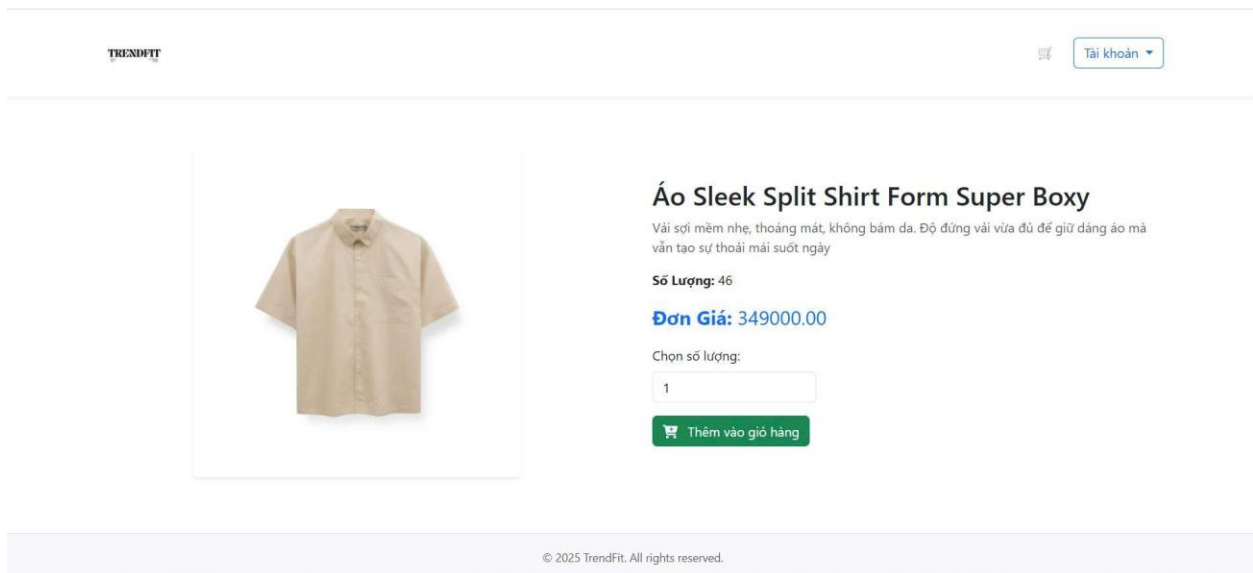 TRENDFIT
Tài khoản
Áo Sleek Split Shirt Form Super Boxy
Vải sợi mềm nhẹ, thoáng mát, không bám da. Độ đứng vải vừa đủ để giữ dáng áo mà
vẫn tạo sự thoải mái suốt ngày
Số Lượng: 46
Đơn Giá: 349000.00
Chọn số lượng:
1
Thêm vào giỏ hàng
© 2025 TrendFit. All rights reserved.